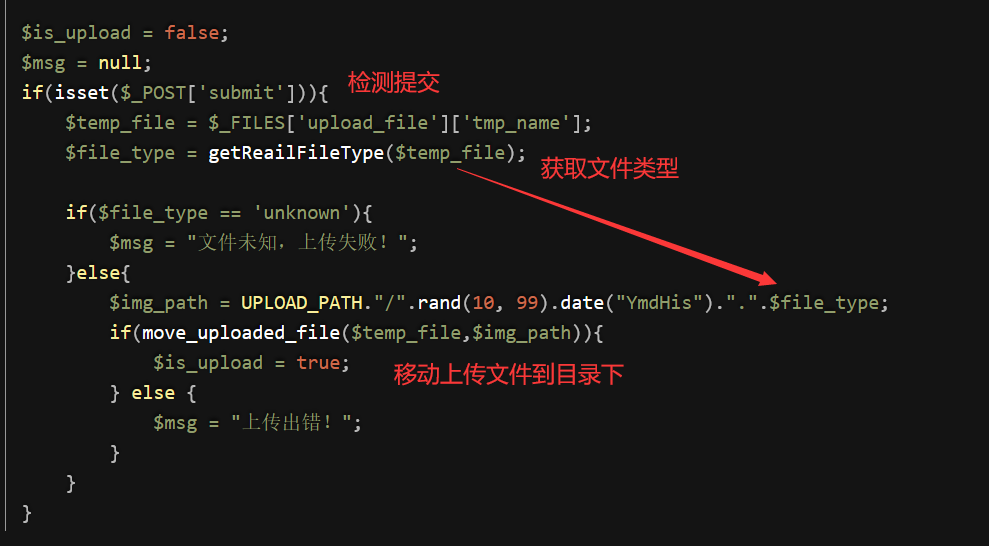 $is_upload = false;
$msg = null;
if(isset($_POST['submit'])){
检测提交
$temp_file = $_FILES['upload_file']['tmp_name'];
$file_type = getReailFileType($temp_file);
获取文件类型
if($file_type == 'unknown'){
$msg = "文件未知，上传失败！";
}else{
$img_path = UPLOAD_PATH."/".rand(10, 99).date("YmdHis").".".$file_type;
if(move_uploaded_file($temp_file,$img_path)){
$is_upload = true;
移动上传文件到目录下
} else {
$msg = "上传出错！";
}
}
}